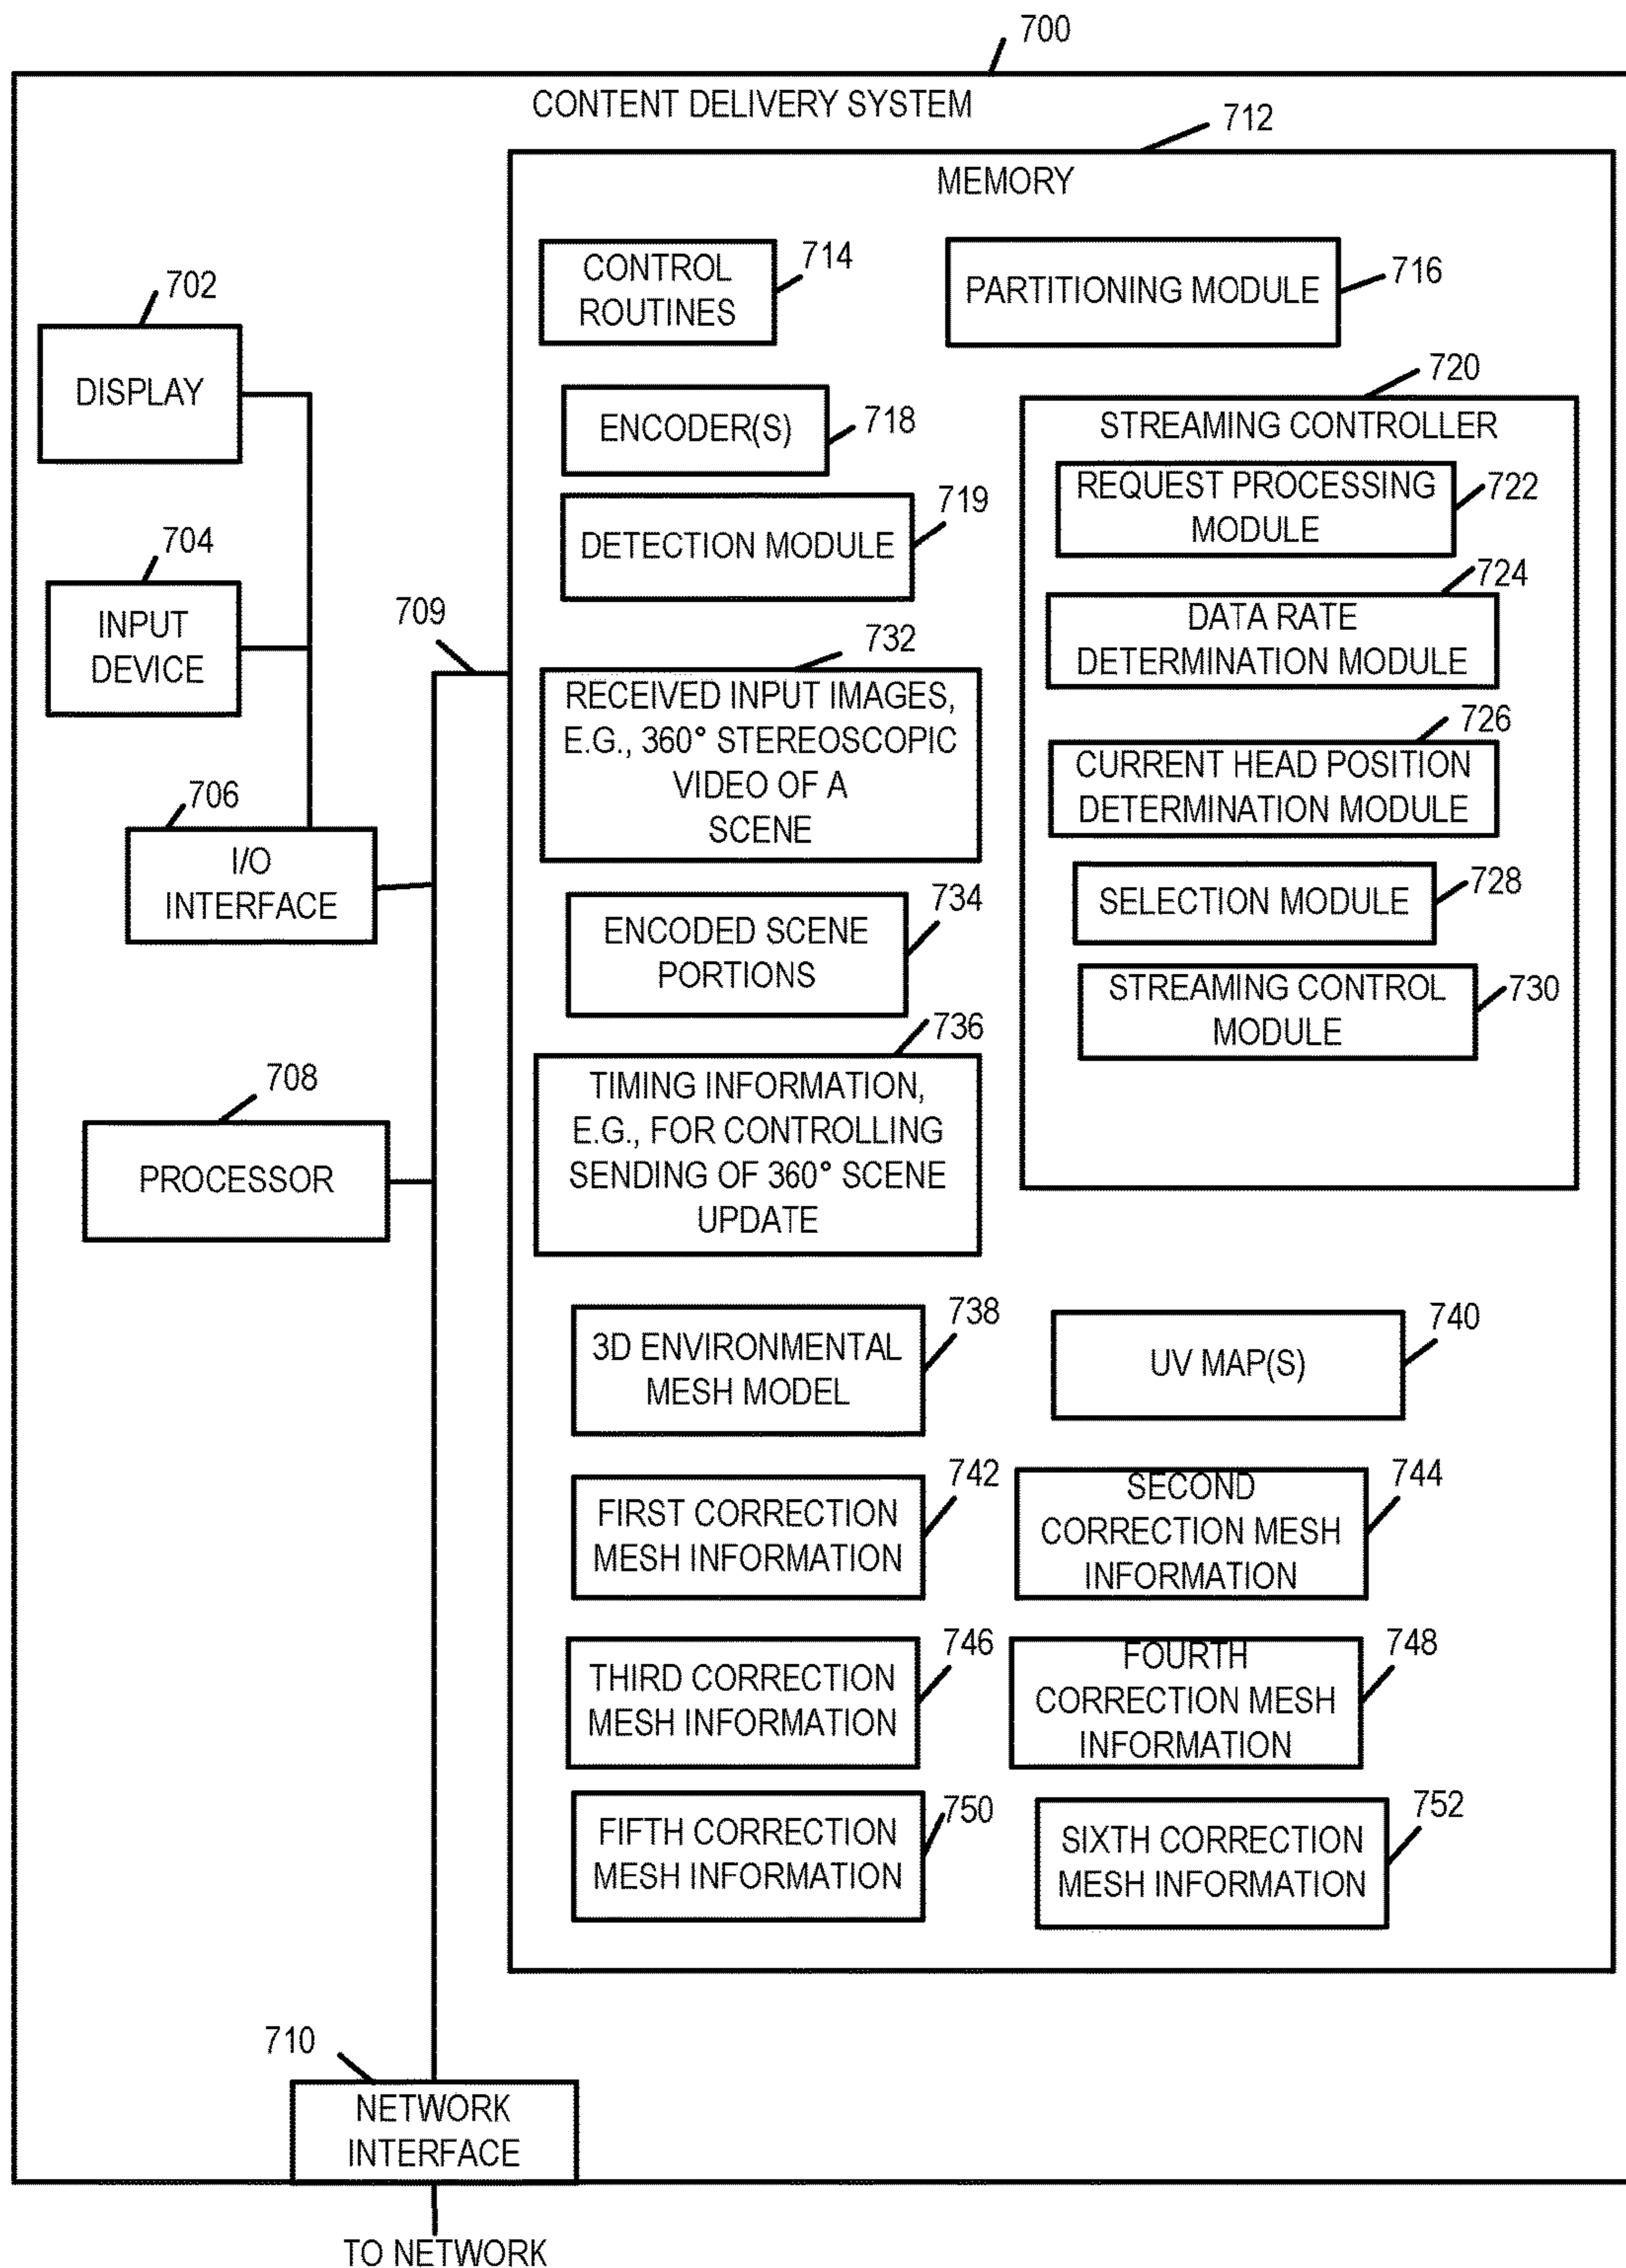 700
CONTENT DELIVERY SYSTEM
712
MEMORY
702
DISPLAY
704
INPUT
DEVICE
706
I/O
INTERFACE
708
PROCESSOR
709
710
NETWORK
INTERFACE
TO NETWORK
CONTROL
ROUTINES
714
PARTITIONING MODULE
716
ENCODER(S)
718
DETECTION MODULE
719
720
STREAMING CONTROLLER
REQUEST PROCESSING
MODULE
722
724
DATA RATE
DETERMINATION MODULE
726
CURRENT HEAD POSITION
DETERMINATION MODULE
SELECTION MODULE
728
STREAMING CONTROL
MODULE
730
732
RECEIVED INPUT IMAGES,
E.G., 360° STEREOSCOPIC
VIDEO OF A
SCENE
734
ENCODED SCENE
PORTIONS
736
TIMING INFORMATION,
E.G., FOR CONTROLLING
SENDING OF 360° SCENE
UPDATE
738
3D ENVIRONMENTAL
MESH MODEL
740
UV MAP(S)
742
FIRST CORRECTION
MESH INFORMATION
744
SECOND
CORRECTION MESH
INFORMATION
746
THIRD CORRECTION
MESH INFORMATION
748
FOURTH
CORRECTION MESH
INFORMATION
750
FIFTH CORRECTION
MESH INFORMATION
752
SIXTH CORRECTION
MESH INFORMATION